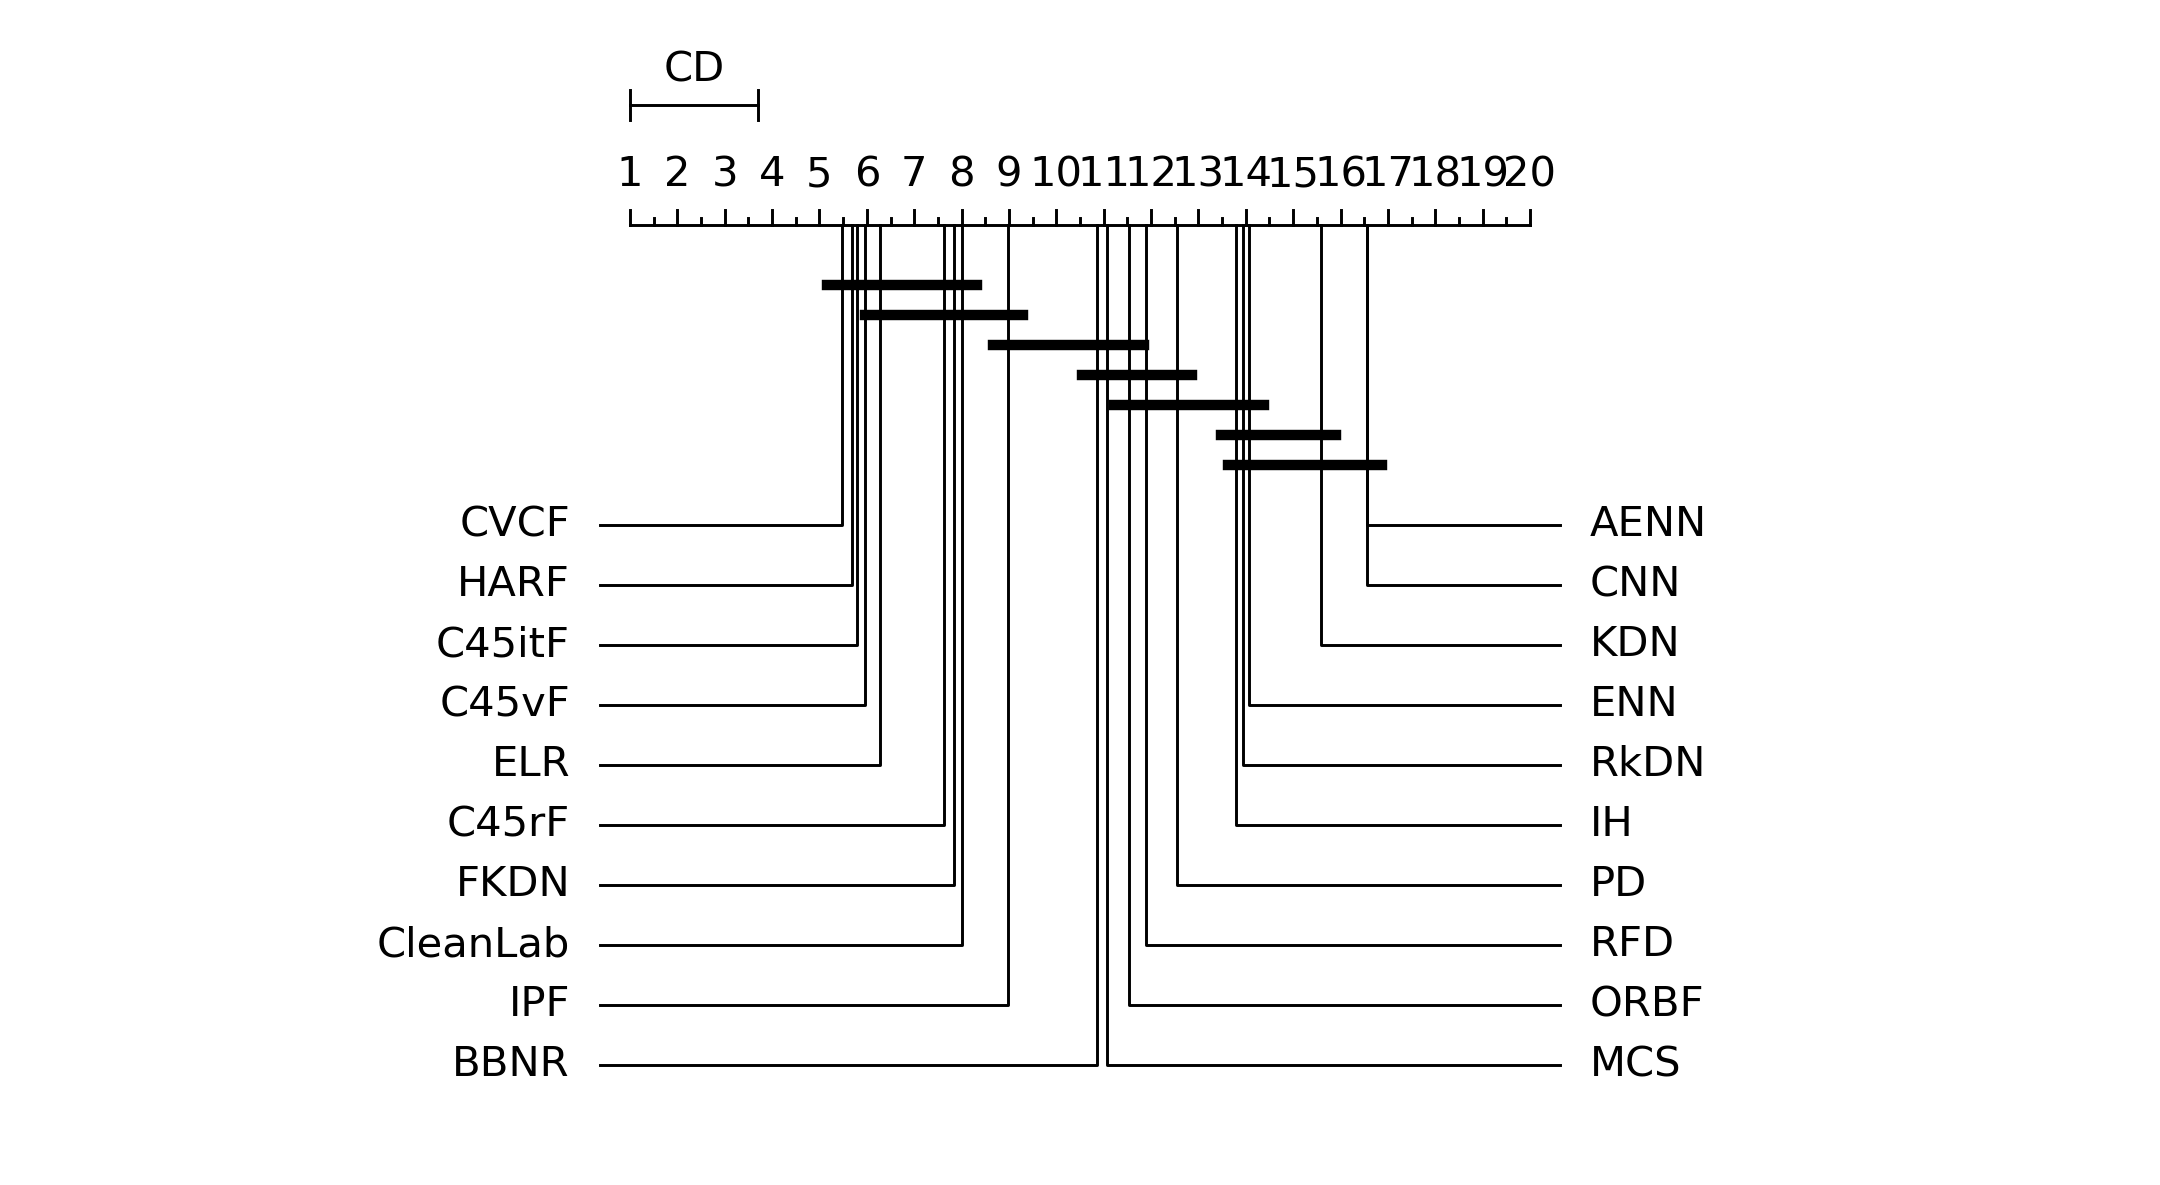 CD
1 2 3 4 5 6 7 8 9 10 11 12 13 14 15 16 17 18 19 20
CVCF AENN
HARF CNN
C45itF KDN
C45vF ENN
ELR RkDN
C45rF IH
FKDN PD
CleanLab RFD
IPF ORBF
BBNR MCS